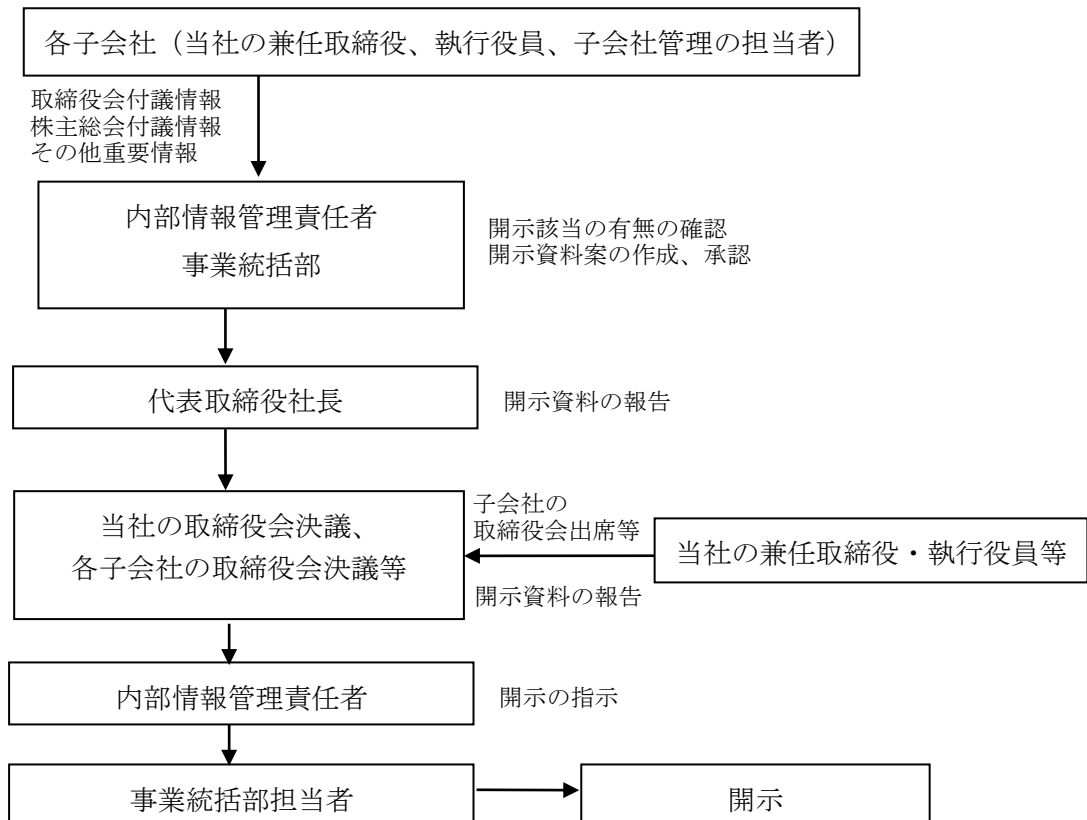 各子会社（当社の兼任取締役、執行役員、子会社管理の担当者）
取締役会付議情報
株主総会付議情報
その他重要情報
内部情報管理責任者
事業統括部
開示該当の有無の確認
開示資料案の作成、承認
代表取締役社長
開示資料の報告
当社の取締役会決議、
各子会社の取締役会決議等
子会社の
取締役会出席等
開示資料の報告
当社の兼任取締役・執行役員等
内部情報管理責任者
開示の指示
事業統括部担当者
開示